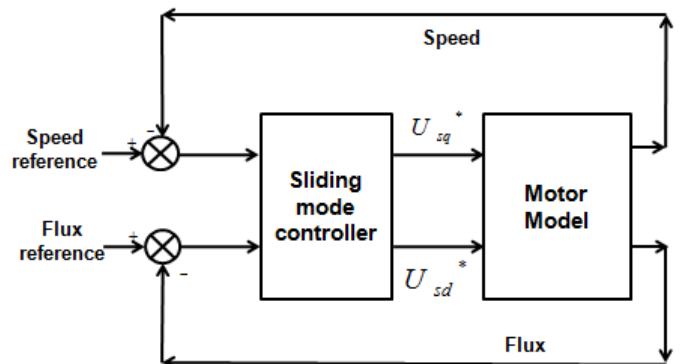 Speed
Speed
reference
+
−
Sliding
mode
controller
U sq *
Motor
Model
Flux
reference
+
−
U sd *
Flux